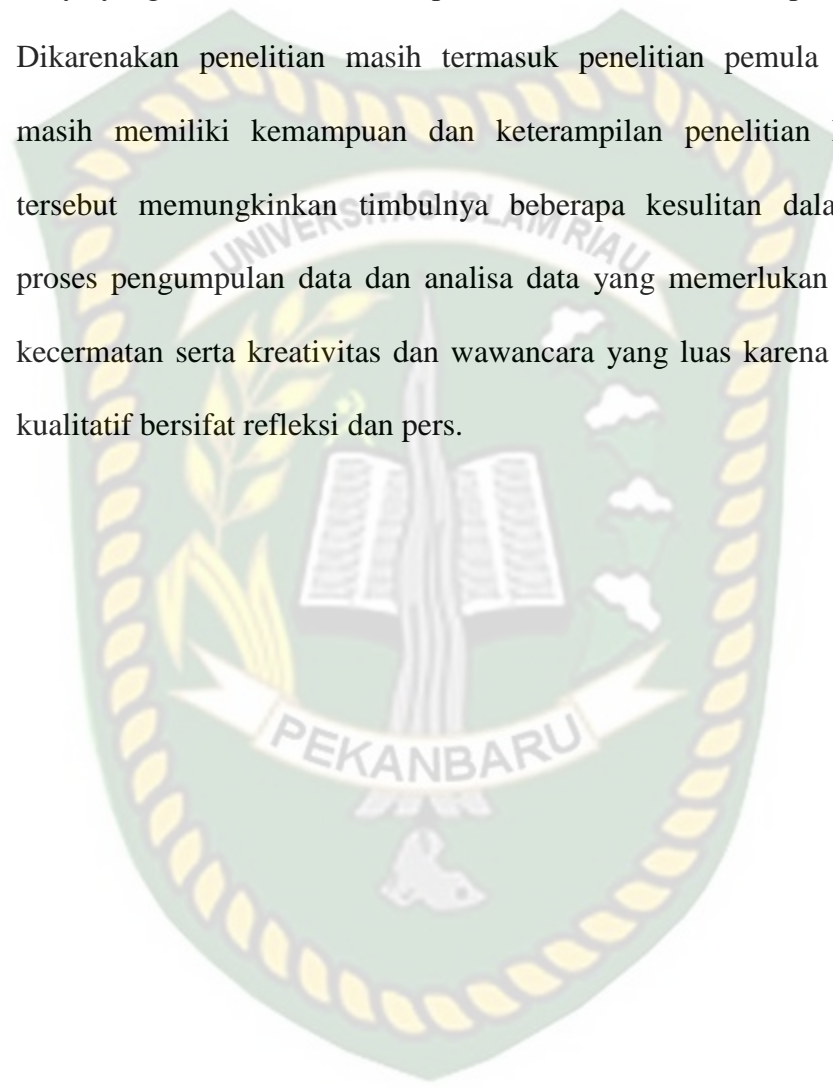 Dikarenakan penelitian masih termasuk penelitian pemula
masih memiliki kemampuan dan keterampilan penelitian
tersebut memungkinkan timbulnya beberapa kesulitan dala
proses pengumpulan data dan analisa data yang memerlukan
kecermatan serta kreativitas dan wawancara yang luas karena
kualitatif bersifat refleksi dan pers.
UNIVERSITAS ISLAM RIAU
PEKANBARU